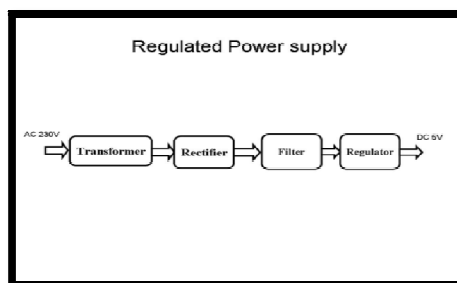 Regulated Power supply
AC 230V
DC 5V
Transformer
Rectifier
Filter
Regulator